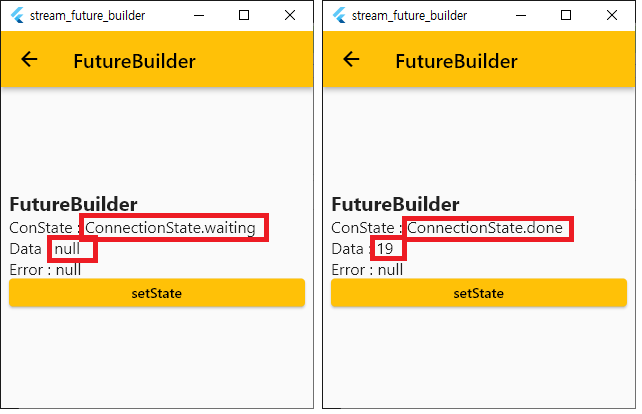 stream_future_builder
FutureBuilder
FutureBuilder
ConState : ConnectionState.waiting
Data : null
Error : null
setState
stream_future_builder
FutureBuilder
FutureBuilder
ConState : ConnectionState.done
Data : 19
Error : null
setState